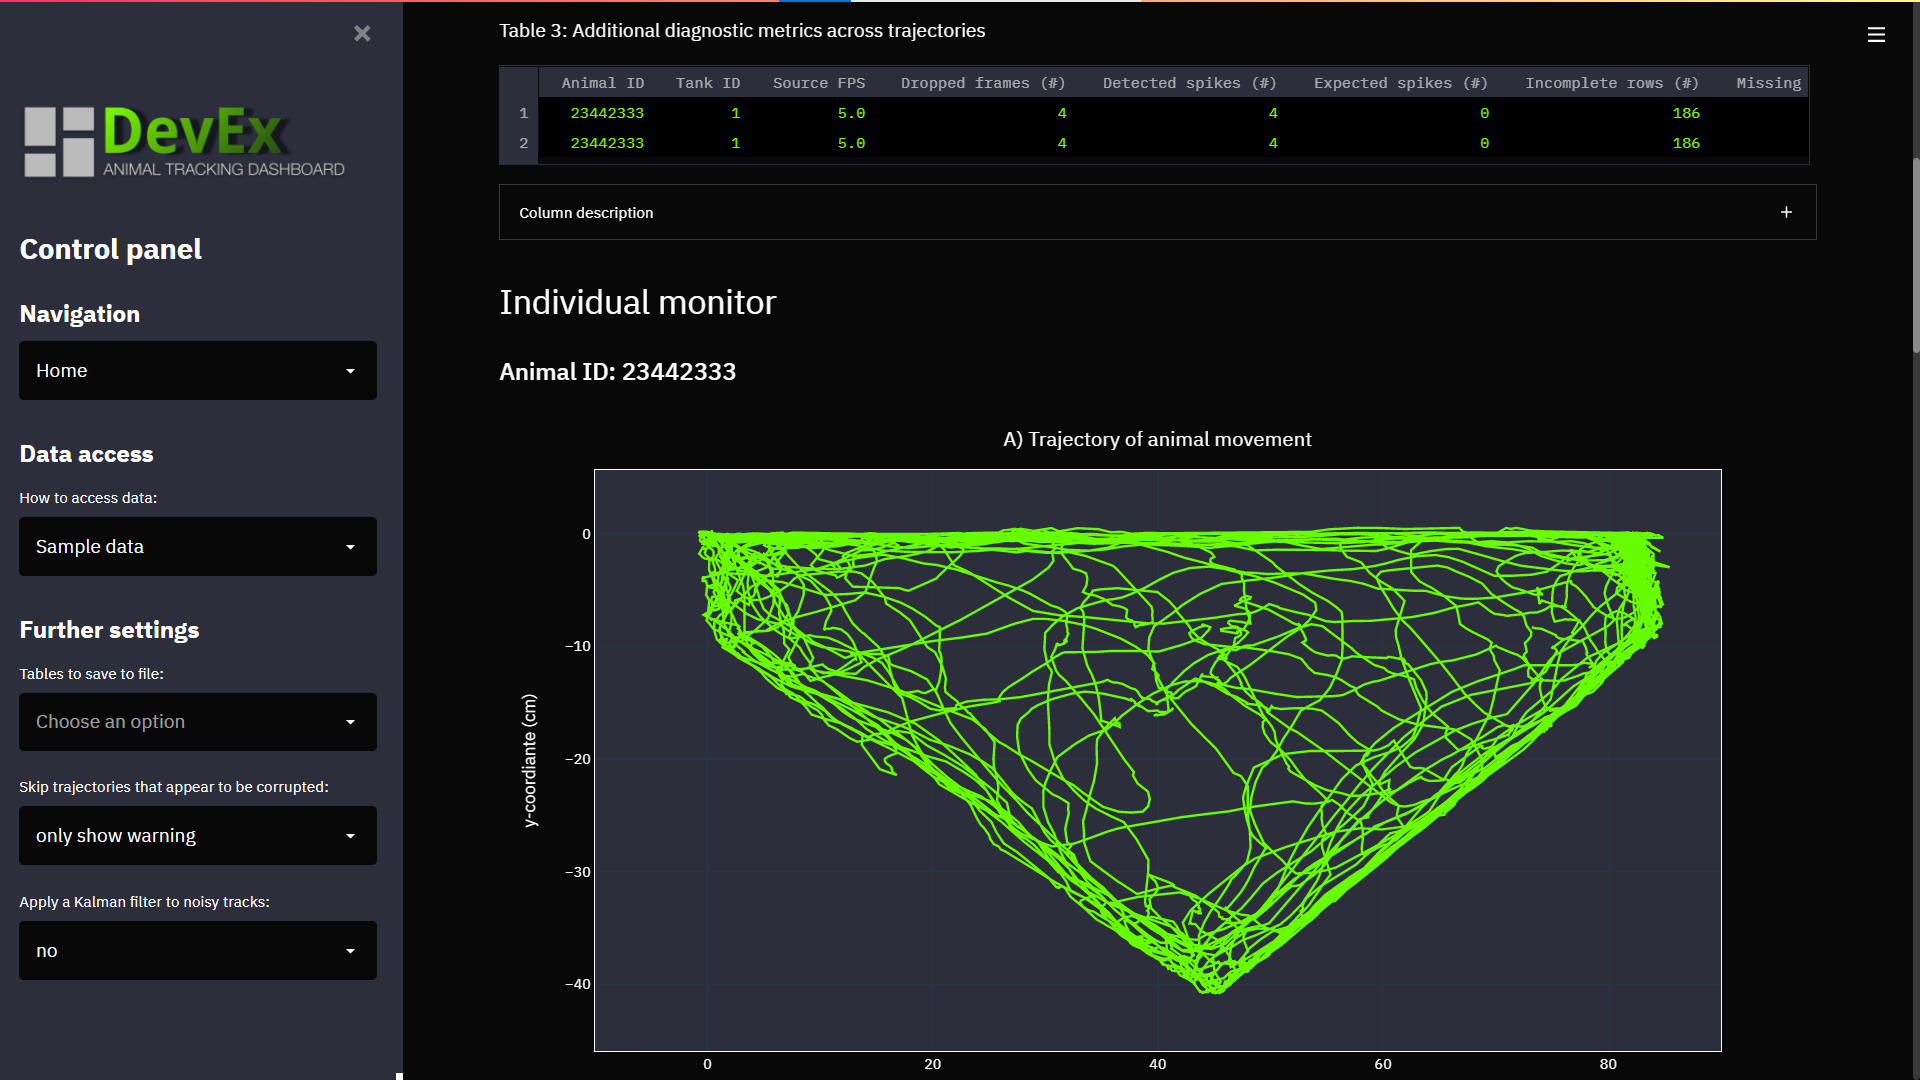 Table 3: Additional diagnostic metrics across trajectories
Animal ID Tank ID Source FPS Dropped frames (#) Detected spikes (#) Expected spikes (#) Incomplete rows (#) Missing
1 23442333 1 5.0 4 4 0 186
2 23442333 1 5.0 4 4 0 186
Column description
Individual monitor
Animal ID: 23442333
A) Trajectory of animal movement
y-coordiante (cm)
0
−10
−20
−30
−40
0 20 40 60 80
DevEx
ANIMAL TRACKING DASHBOARD
Control panel
Navigation
Home
Data access
How to access data:
Sample data
Further settings
Tables to save to file:
Choose an option
Skip trajectories that appear to be corrupted:
only show warning
Apply a Kalman filter to noisy tracks:
no